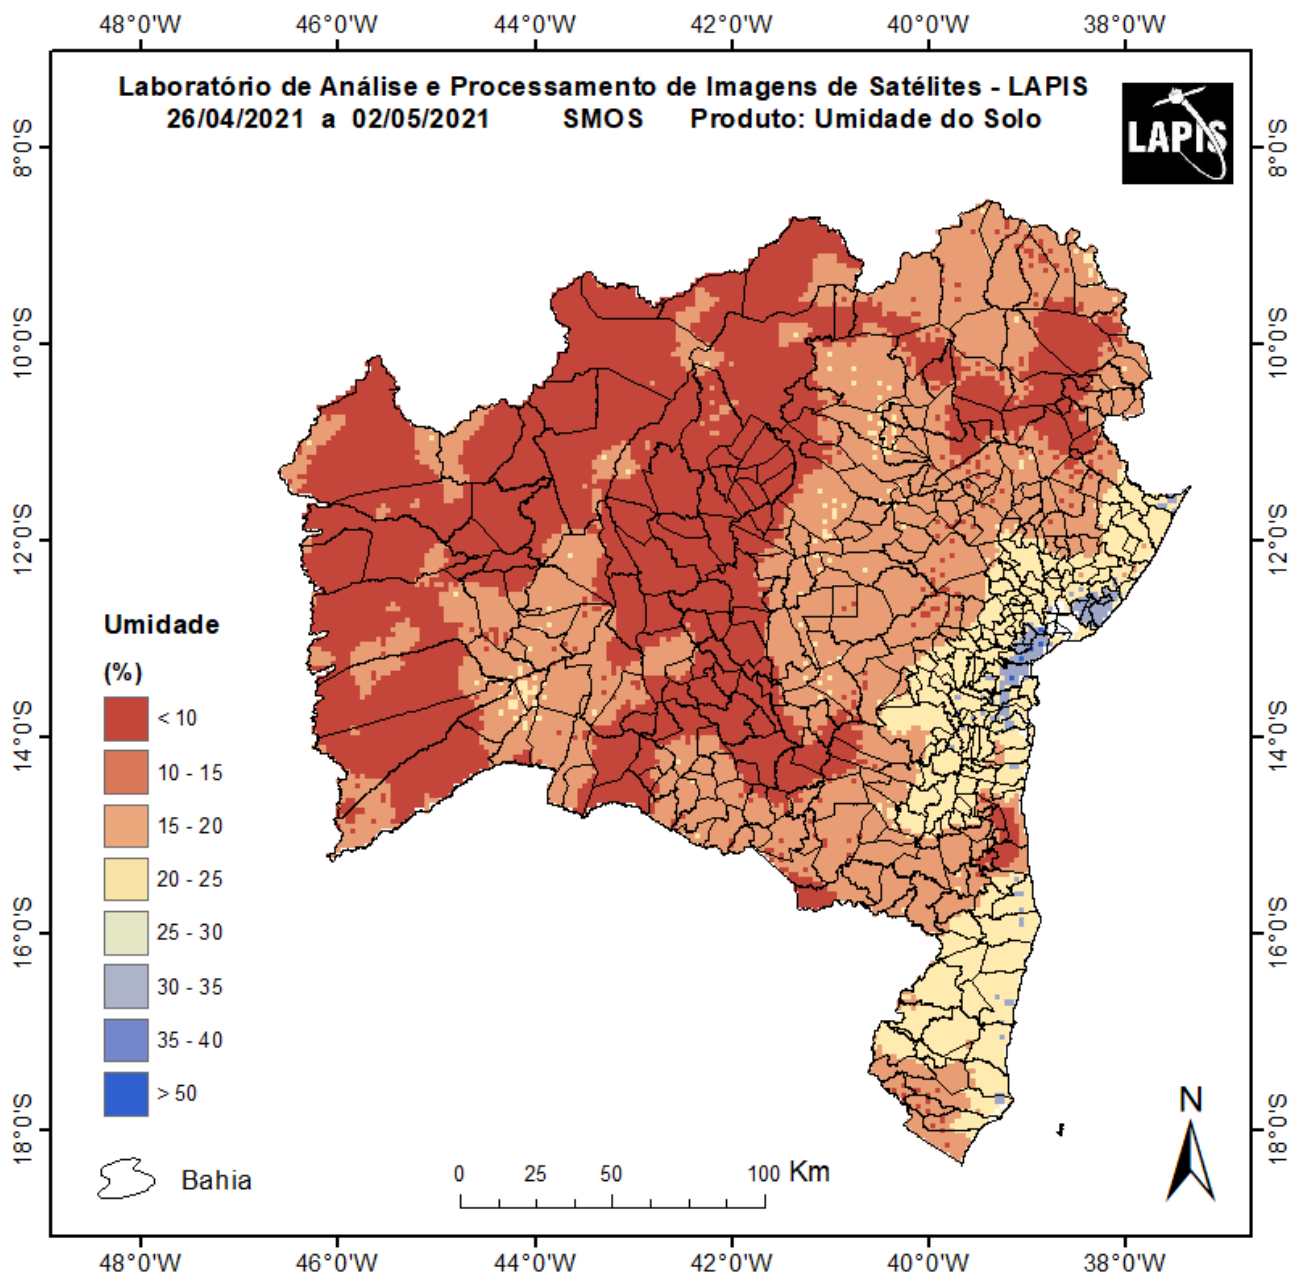 48°0'W 46°0'W 44°0'W 42°0'W 40°0'W 38°0'W
Laboratório de Análise e Processamento de Imagens de Satélites - LAPIS
26/04/2021 a 02/05/2021 SMOS Produto: Umidade do Solo
LAPIS
8°0'S 8°0'S
10°0'S 10°0'S
12°0'S 12°0'S
14°0'S 14°0'S
16°0'S 16°0'S
18°0'S 18°0'S
Umidade
(%)
< 10
10 - 15
15 - 20
20 - 25
25 - 30
30 - 35
35 - 40
> 50
Bahia
0 25 50 100 Km
N
48°0'W 46°0'W 44°0'W 42°0'W 40°0'W 38°0'W